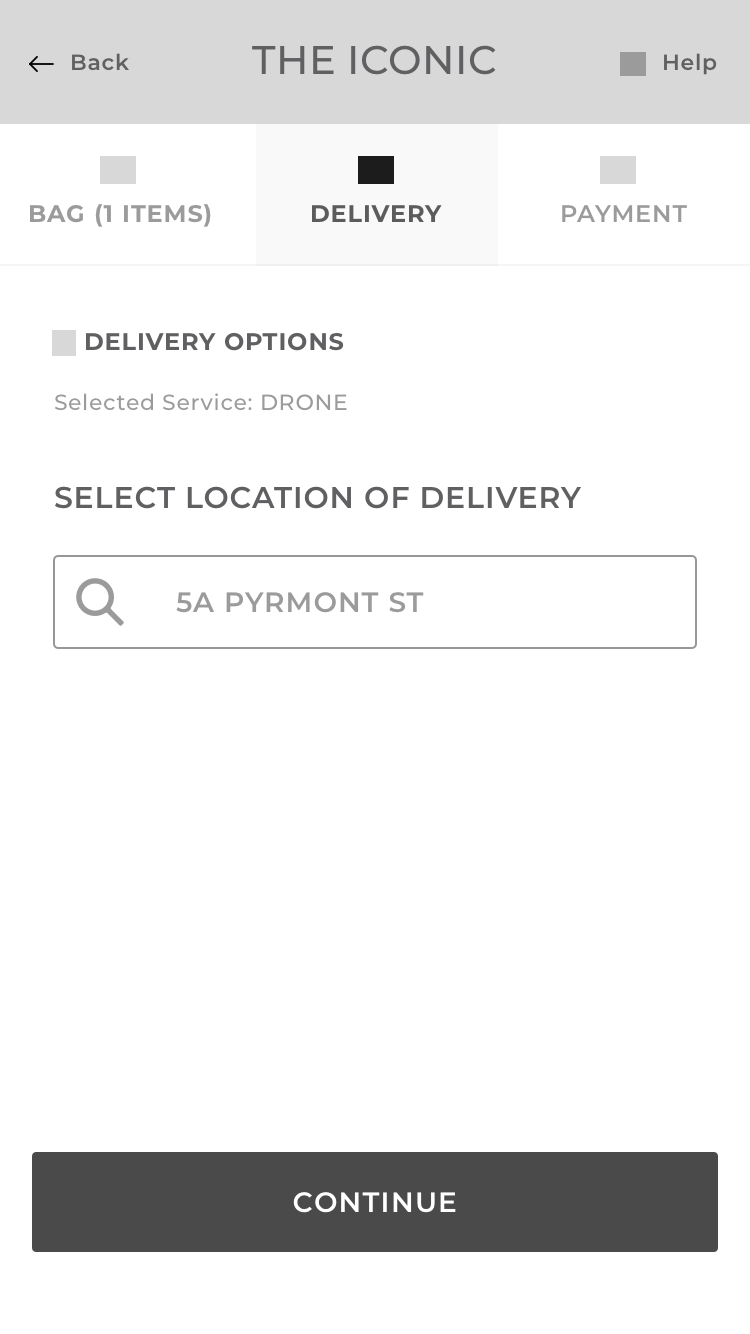 Back
THE ICONIC
Help
BAG (1 ITEMS)
DELIVERY
PAYMENT
DELIVERY OPTIONS
Selected Service: DRONE
SELECT LOCATION OF DELIVERY
5A PYRMONT ST
CONTINUE